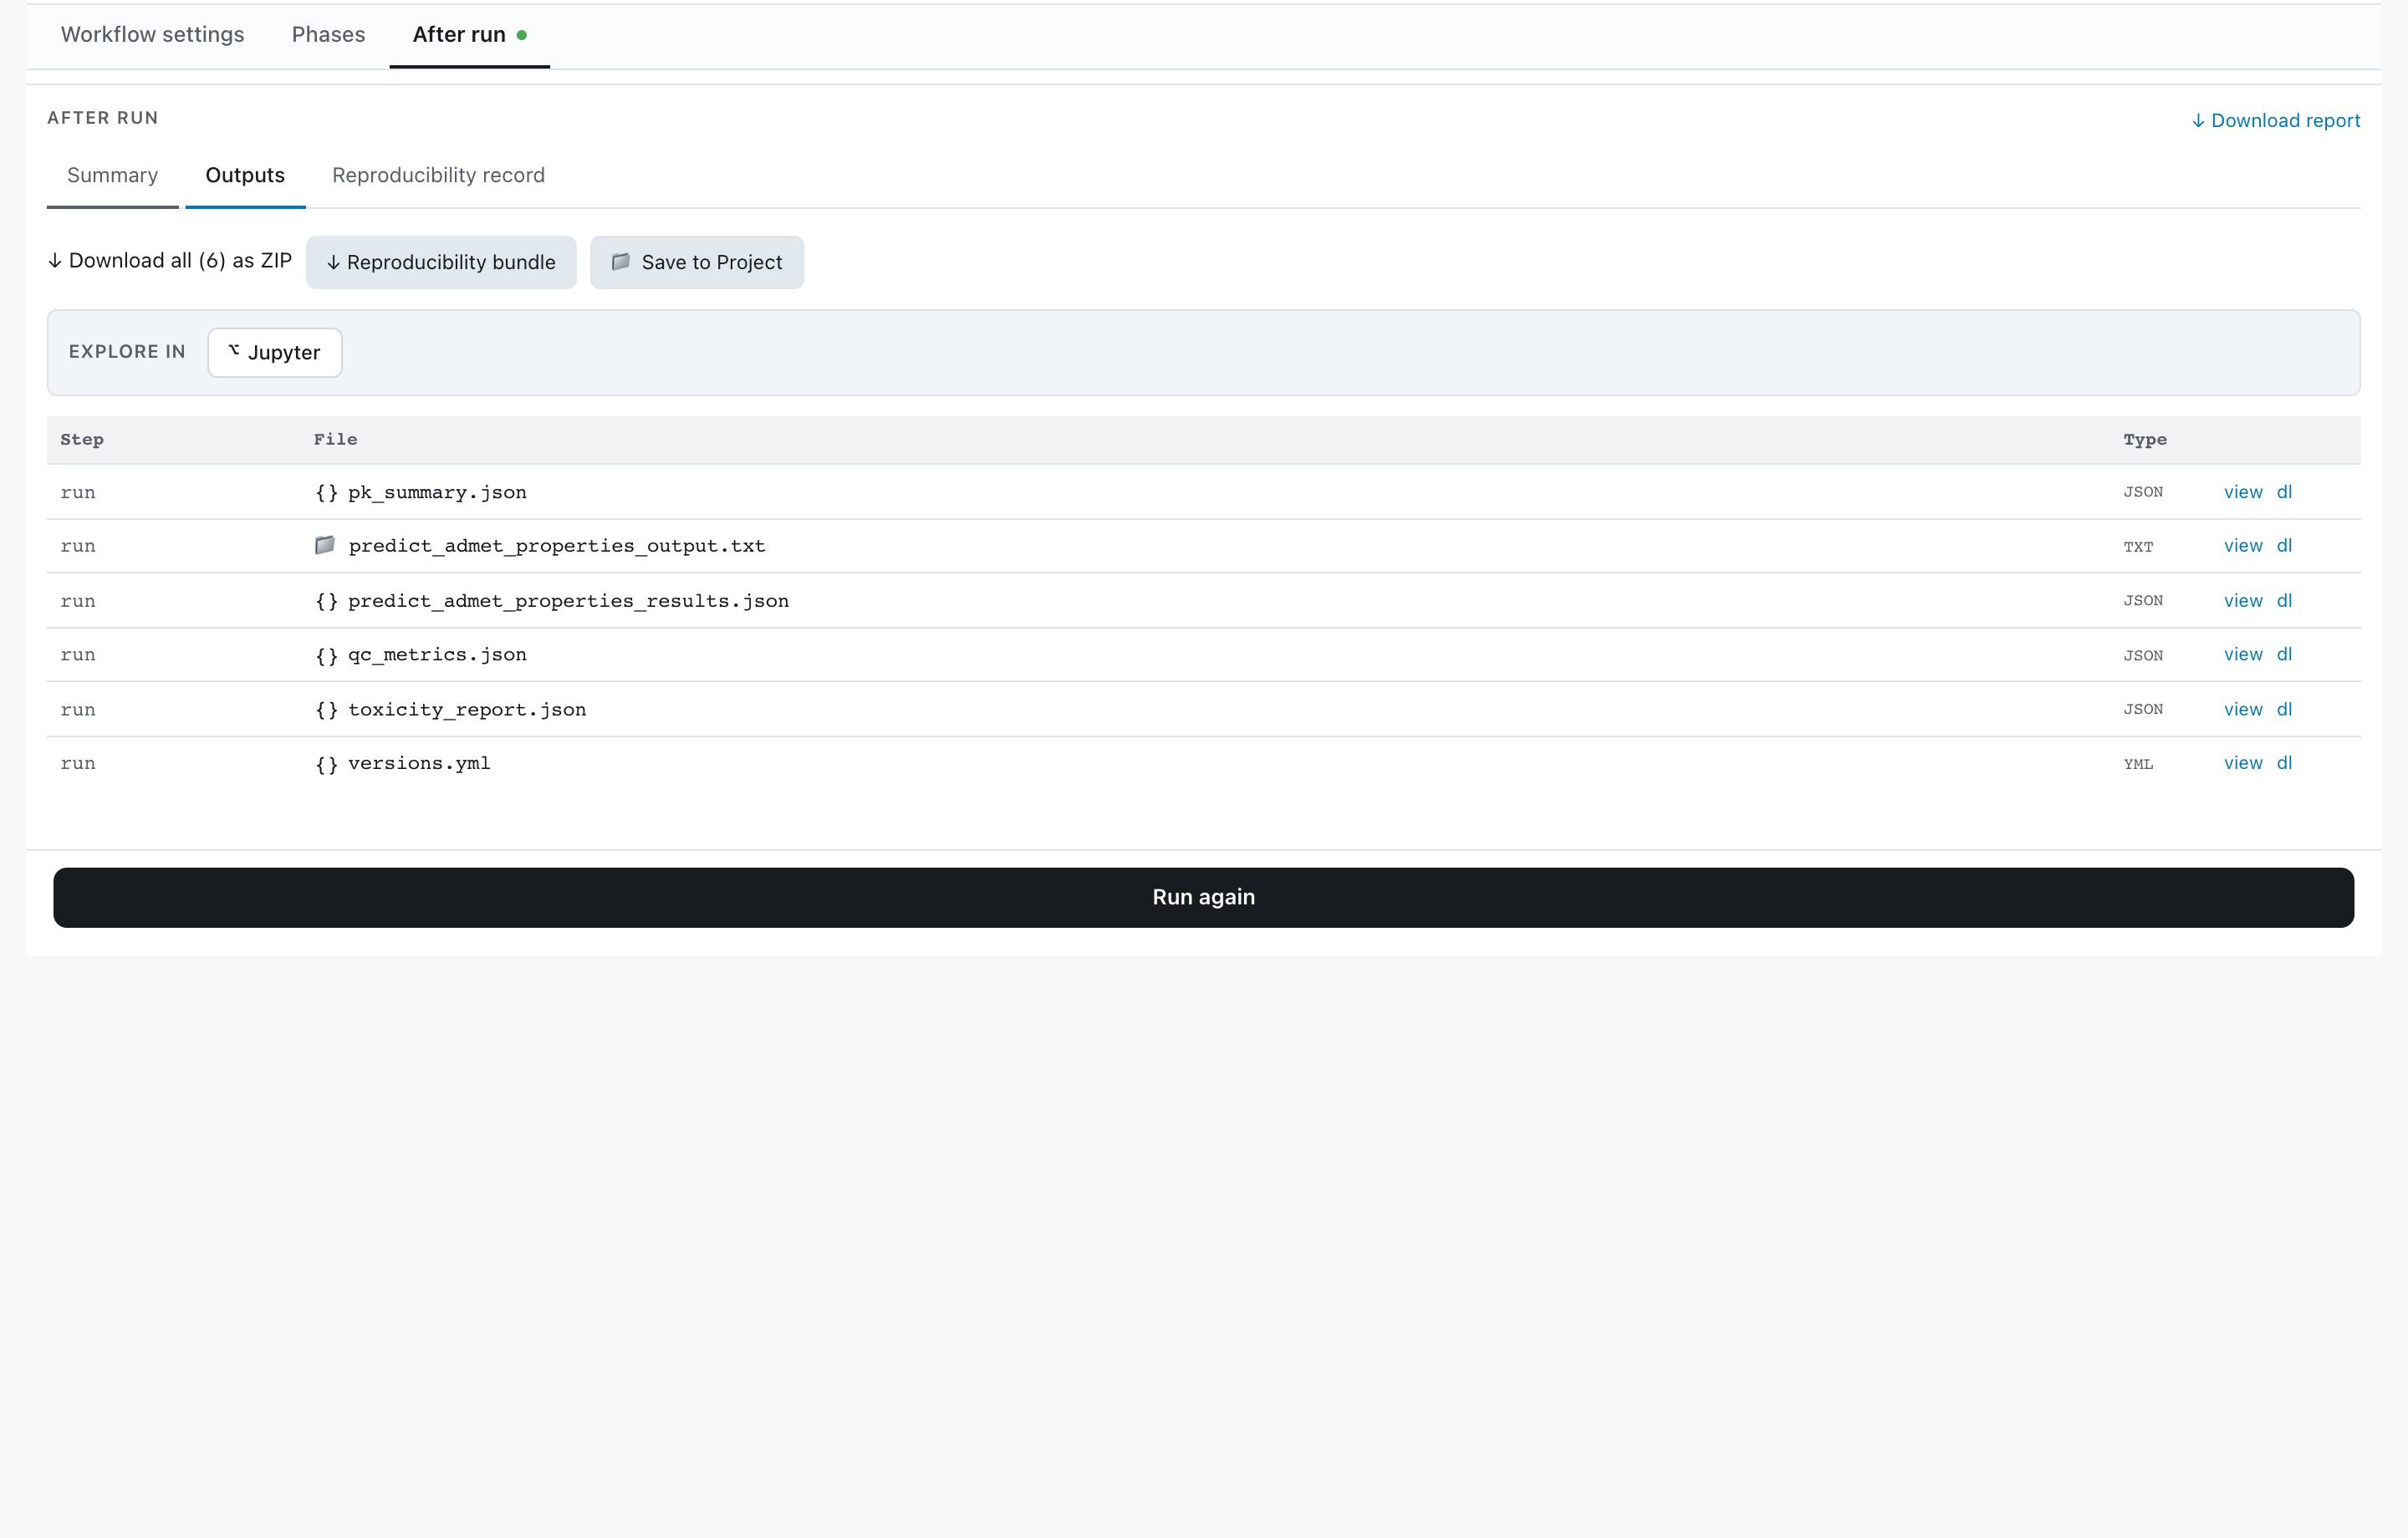 Workflow settings Phases After run
AFTER RUN
↓ Download report
Summary Outputs Reproducibility record
↓ Download all (6) as ZIP ↓ Reproducibility bundle Save to Project
EXPLORE IN ⌥ Jupyter
Step File Type
run {} pk_summary.json JSON view dl
run predict_admet_properties_output.txt TXT view dl
run {} predict_admet_properties_results.json JSON view dl
run {} qc_metrics.json JSON view dl
run {} toxicity_report.json JSON view dl
run {} versions.yml YML view dl
Run again